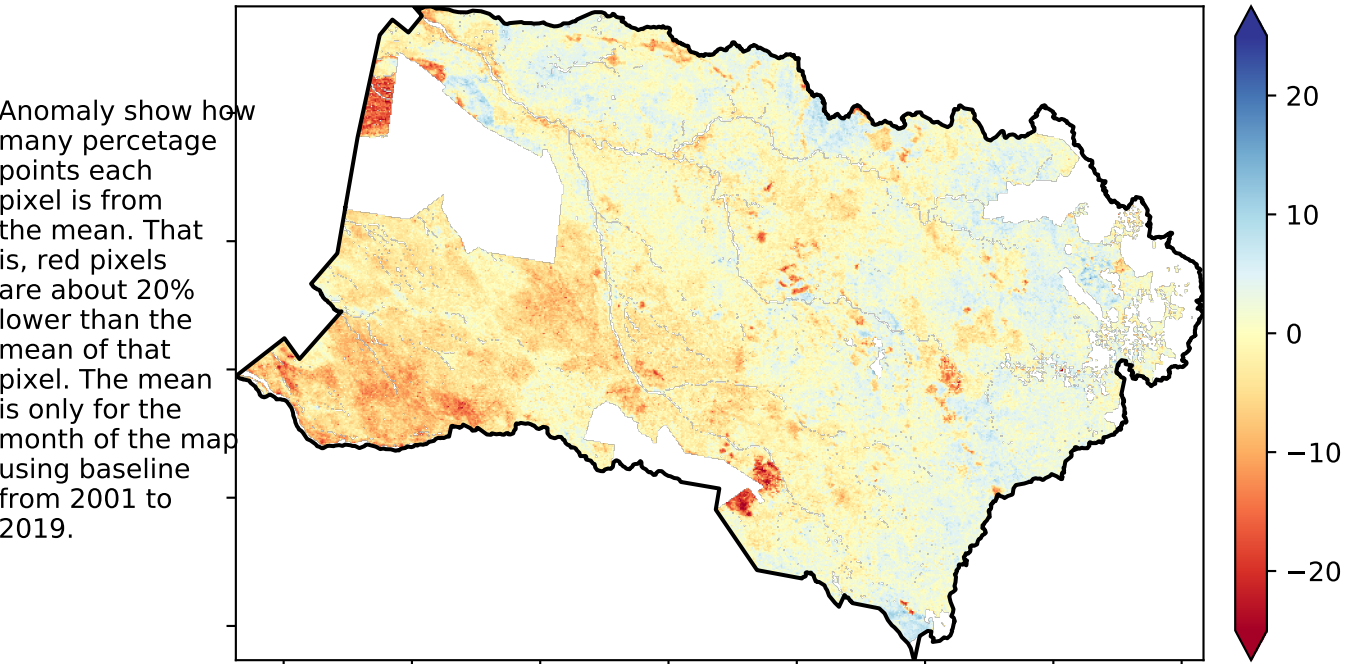 Anomaly show how
many percetage
points each
pixel is from
the mean. That
is, red pixels
are about 20%
lower than the
mean of that
pixel. The mean
is only for the
month of the map
using baseline
from 2001 to
2019.
20
10
0
−10
−20